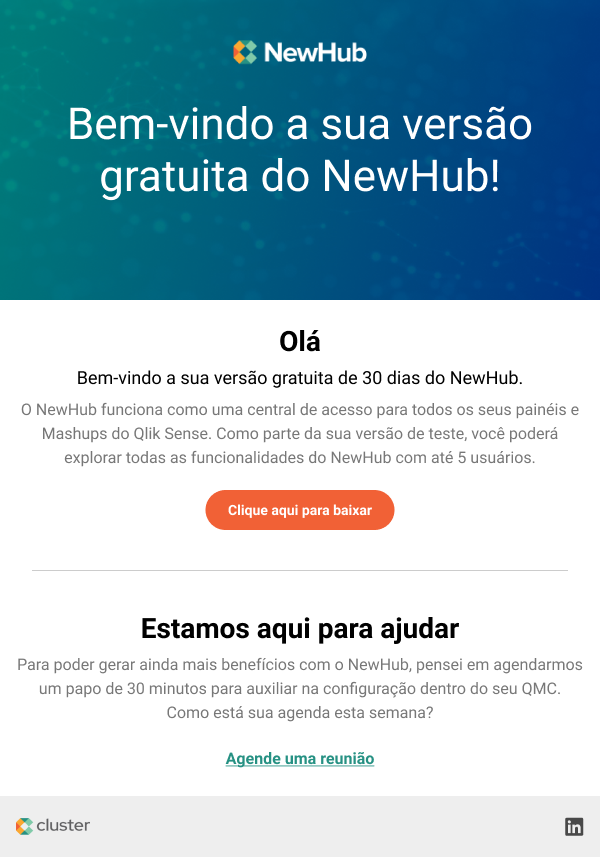 NewHub
Bem-vindo a sua versão
gratuita do NewHub!
Olá
Bem-vindo a sua versão gratuita de 30 dias do NewHub.
O NewHub funciona como uma central de acesso para todos os seus painéis e
Mashups do Qlik Sense. Como parte da sua versão de teste, você poderá
explorar todas as funcionalidades do NewHub com até 5 usuários.
Clique aqui para baixar
Estamos aqui para ajudar
Para poder gerar ainda mais benefícios com o NewHub, pensei em agendarmos
um papo de 30 minutos para auxiliar na configuração dentro do seu QMC.
Como está sua agenda esta semana?
Agende uma reunião
cluster
in